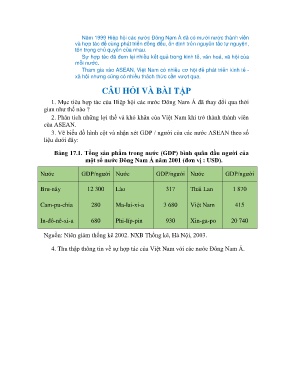 Năm 1999 Hiệp hội các nước Đông Nam Á đã có mười nước thành viên
và hợp tác để cùng phát triển đồng đều, ổn định trên nguyên tắc tự nguyện,
tôn trọng chủ quyền của nhau.
Sự hợp tác đã đem lại nhiều kết quả trong kinh tế, văn hoá, xã hội của
mỗi nước.
Tham gia vào ASEAN, Việt Nam có nhiều cơ hội để phát triển kinh tế -
xã hội nhưng cũng có nhiều thách thức cần vượt qua.
CÂU HỎI VÀ BÀI TẬP
1. Mục tiêu hợp tác của Hiệp hội các nước Đông Nam Á đã thay đổi qua thời
gian như thế nào ?
2. Phân tích những lợi thế và khó khăn của Việt Nam khi trở thành thành viên
của ASEAN.
3. Vẽ biểu đồ hình cột và nhận xét GDP / người của các nước ASEAN theo số
liệu dưới đây:
Bảng 17.1. Tổng sản phẩm trong nước (GDP) bình quân đầu người của
một số nước Đông Nam Á năm 2001 (đơn vị : USD).
Nước GDP/người Nước GDP/người Nước GDP/người
Bru-nây 12 300 Lào 317 Thái Lan 1 870
Cam-pu-chia 280 Ma-lai-xi-a 3 680 Việt Nam 415
In-đô-nê-xi-a 680 Phi-líp-pin 930 Xin-ga-po 20 740
Nguồn: Niên giám thống kê 2002. NXB Thống kê, Hà Nội, 2003.
4. Thu thập thông tin về sự hợp tác của Việt Nam với các nước Đông Nam Á.